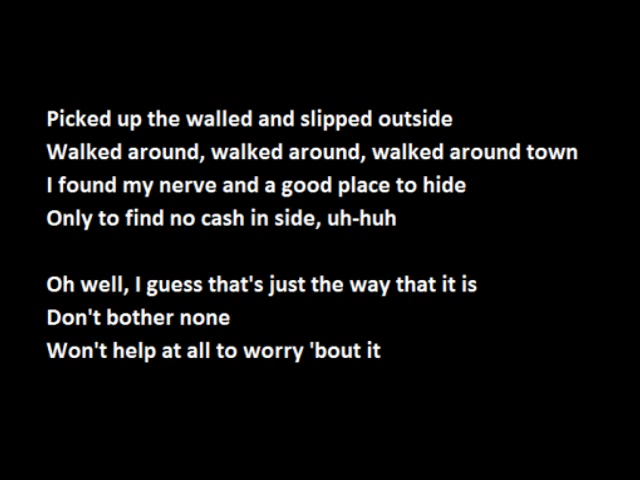 Picked up the walled and slipped outside
Walked around, walked around, walked around town
I found my nerve and a good place to hide
Only to find no cash in side, uh-huh
Oh well, I guess that's just the way that it is
Don't bother none
Won't help at all to worry 'bout it